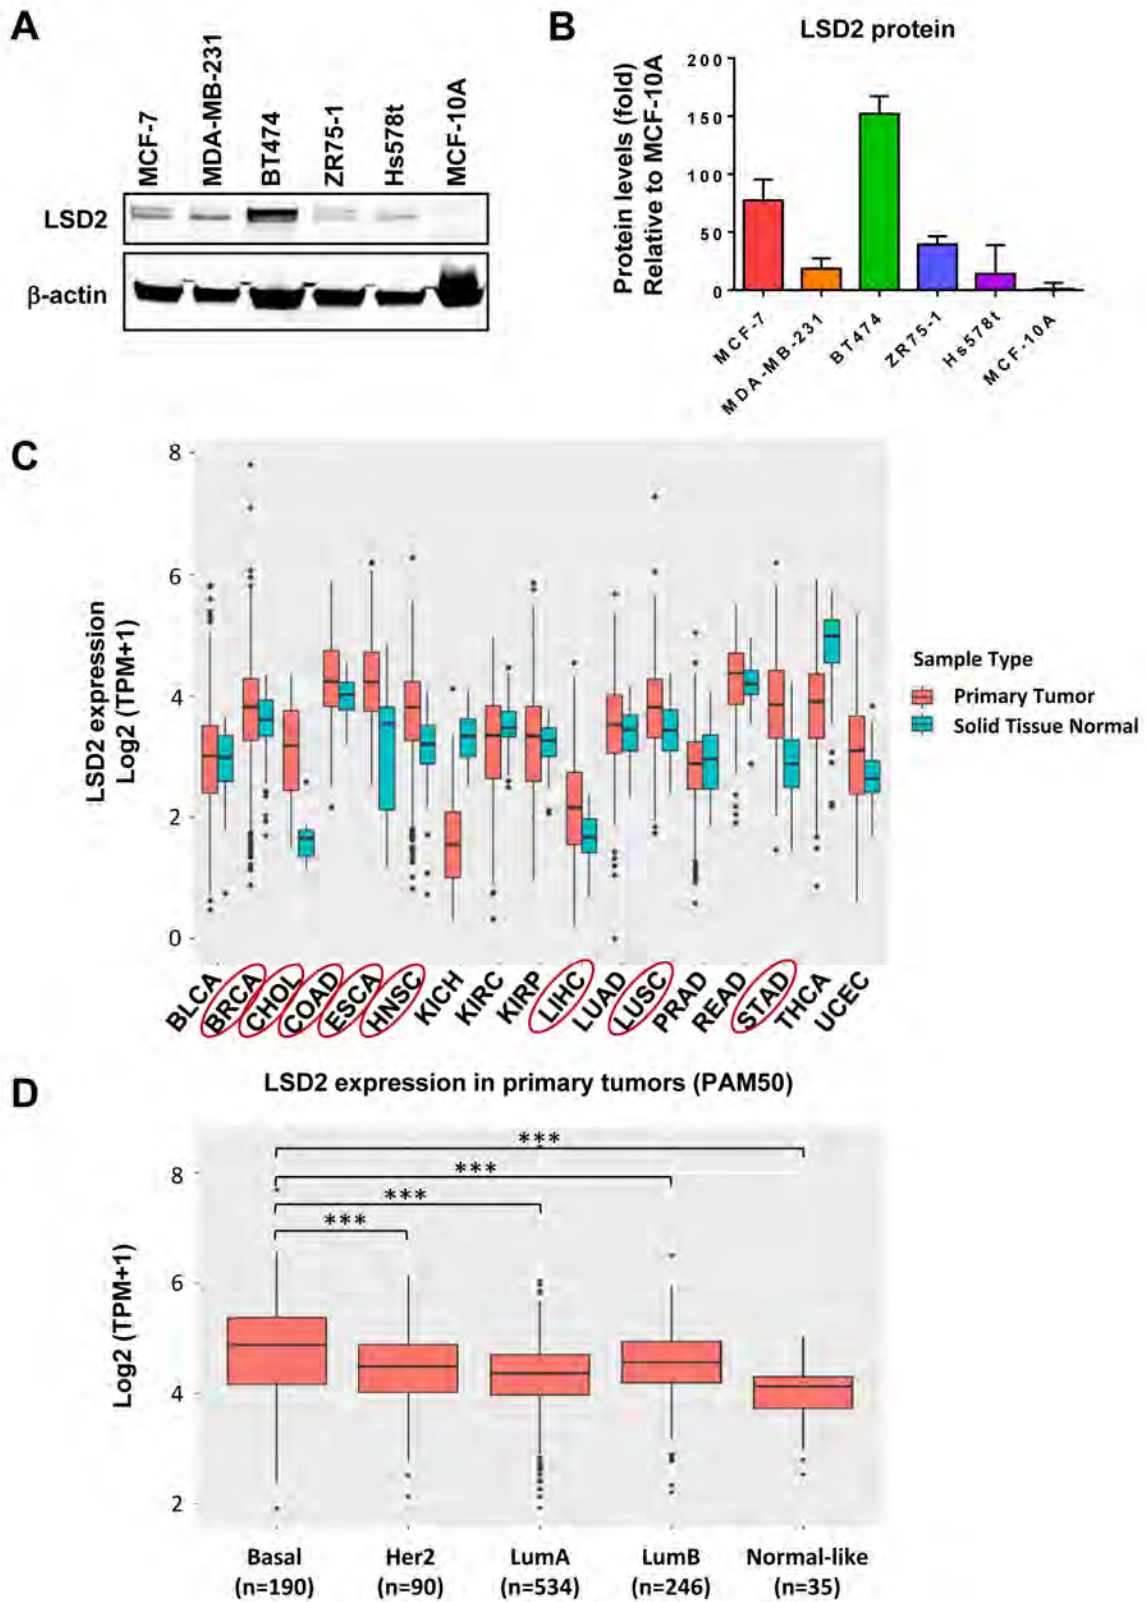 A
MCF-7
MDA-MB-231
BT474
ZR75-1
Hs578t
MCF-10A
LSD2
β-actin
B
LSD2 protein
Protein levels (fold)
Relative to MCF-10A
200
150
100
50
0
MCF-7
MDA-MB-231
BT474
ZR75-1
Hs578t
MCF-10A
C
LSD2 expression
Log2 (TPM+1)
8
6
4
2
0
BLCA
BRCA
CHOL
COAD
ESCA
HNSC
KICH
KIRC
KIRP
LIHC
LUAD
LUSC
PRAD
READ
STAD
THCA
UCEC
Sample Type
Primary Tumor
Solid Tissue Normal
D
LSD2 expression in primary tumors (PAM50)
Log2 (TPM+1)
8
6
4
2
***
***
***
***
Basal
(n=190)
Her2
(n=90)
LumA
(n=534)
LumB
(n=246)
Normal-like
(n=35)